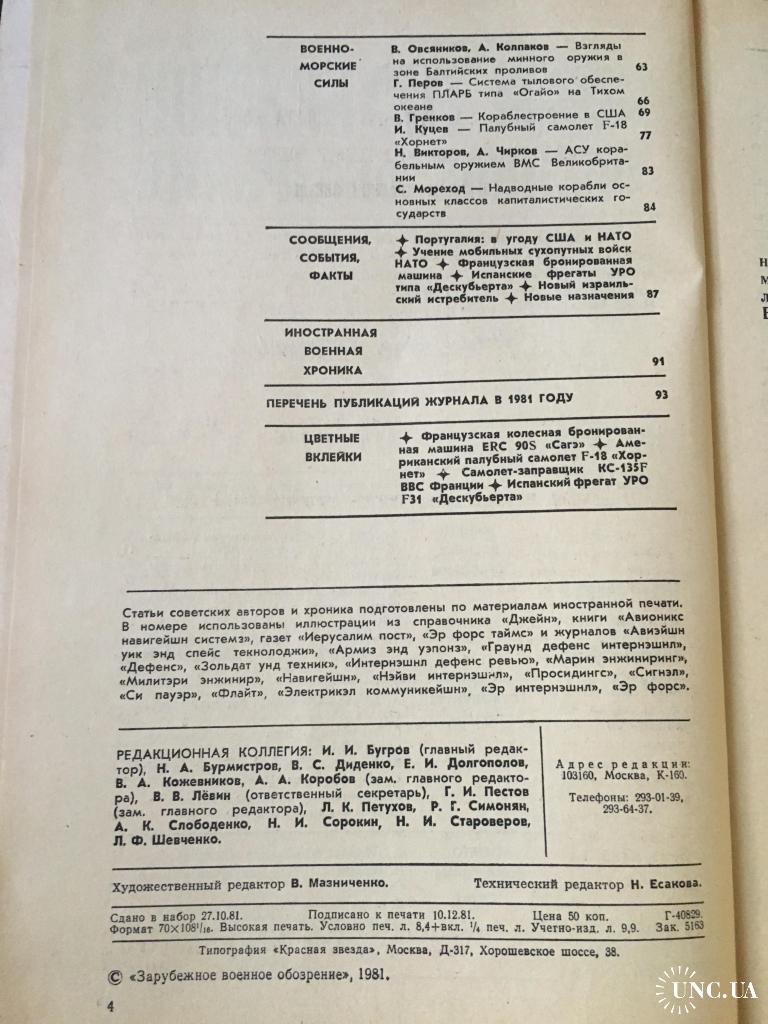 ВОЕННО-
МОРСКИЕ
СИЛЫ
В. Овсяников, А. Колпаков — Взгляды
на использование минного оружия в
зоне Балтийских проливов 63
Г. Перов — Система тылового обеспе-
чения ПЛАРБ типа «Огайо» на Тихом
океане 66
В. Гренков — Кораблестроение в США 69
И. Куцев — Палубный самолет F-18
«Хорнет» 77
Н. Викторов, А. Чирков — АСУ кора-
бельным оружием ВМС Великобрита-
нии 83
С. Мореход — Надводные корабли ос-
новных классов капиталистических го-
сударств 84
СООБЩЕНИЯ,
СОБЫТИЯ,
ФАКТЫ
✦ Португалия: в угоду США и НАТО
✦ Учение мобильных сухопутных войск
НАТО ✦ Французская бронированная
машина ✦ Испанские фрегаты УРО
типа «Дескубьерта» ✦ Новый израиль-
ский истребитель ✦ Новые назначения 87
ИНОСТРАННАЯ
ВОЕННАЯ
ХРОНИКА 91
ПЕРЕЧЕНЬ ПУБЛИКАЦИЙ ЖУРНАЛА В 1981 ГОДУ 93
ЦВЕТНЫЕ
ВКЛЕЙКИ
✦ Французская колесная бронирован-
ная машина ERC 90S «Сагэ» ✦ Аме-
риканский палубный самолет F-18 «Хор-
нет» ✦ Самолет-заправщик КС-135F
ВВС Франции ✦ Испанский фрегат УРО
F31 «Дескубьерта»
Статьи советских авторов и хроника подготовлены по материалам иностранной печати.
В номере использованы иллюстрации из справочника «Джейн», книги «Авионикс
навигейшн системз», газет «Иерусалим пост», «Эр форс таймс» и журналов «Авиэйшн
уик энд спейс текнолоджи», «Армиз энд уэпонз», «Граунд дефенс интернэшнл»,
«Дефенс», «Зольдат унд техник», «Интернэшнл дефенс ревью», «Марин энжиниринг»,
«Милитэри энжинир», «Навигейшн», «Нэйви интернэшнл», «Просидингс», «Сигнэл»,
«Си пауэр», «Флайт», «Электрикэл коммуникейшн», «Эр интернэшнл», «Эр форс».
РЕДАКЦИОННАЯ КОЛЛЕГИЯ: И. И. Бугров (главный редак-
тор), Н. А. Бурмистров, В. С. Диденко, Е. И. Долгополов,
В. А. Кожевников, А. А. Коробов (зам. главного редакто-
ра), В. В. Лёвин (ответственный секретарь), Г. И. Пестов
(зам. главного редактора), Л. К. Петухов, Р. Г. Симонян,
А. К. Слободенко, Н. И. Сорокин, Н. И. Староверов,
Л. Ф. Шевченко.
Адрес редакции:
103160, Москва, К-160.
Телефоны: 293-01-39,
293-64-37.
Художественный редактор В. Мазниченко. Технический редактор Н. Есакова.
Сдано в набор 27.10.81. Подписано к печати 10.12.81. Цена 50 коп. Г-40829.
Формат 70×108¹/₁₆. Высокая печать. Условно печ. л. 8,4+вкл. ¹/₄ печ. л. Учетно-изд. л. 9,9. Зак. 5163
Типография «Красная звезда», Москва, Д-317, Хорошевское шоссе, 38.
© «Зарубежное военное обозрение», 1981.
4
UNC.UA